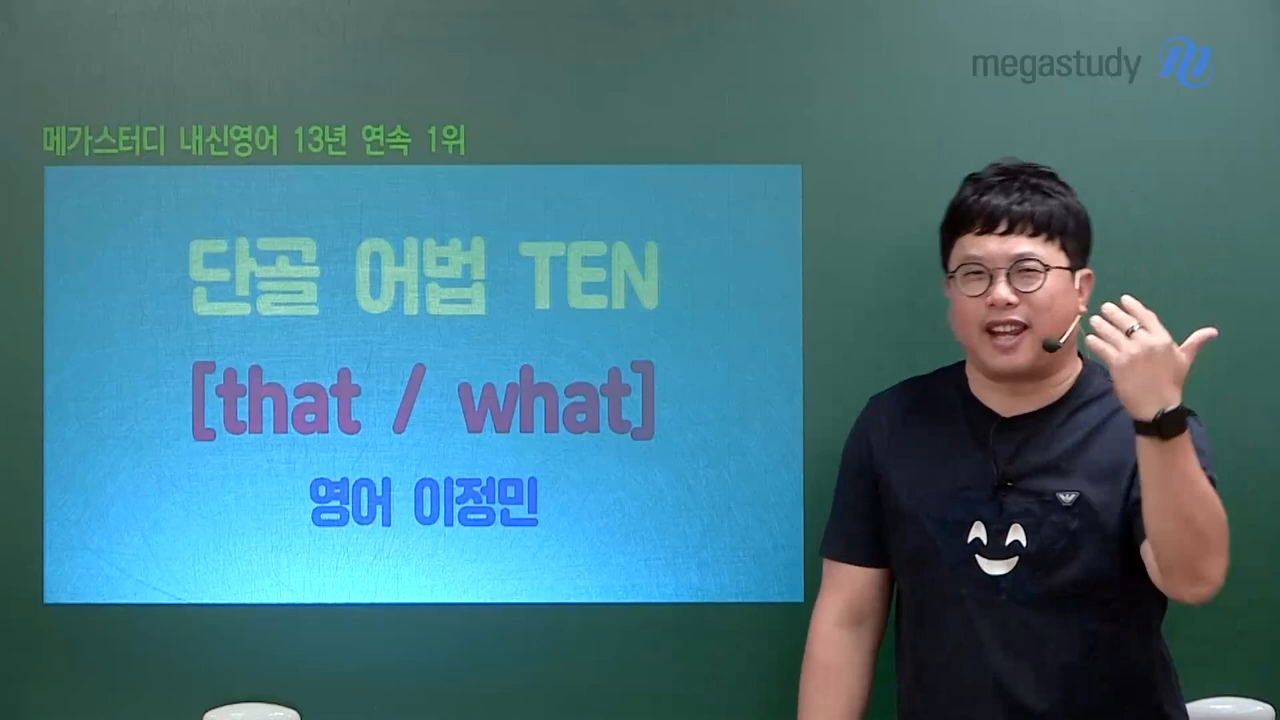 megastudy
메가스터디 내신영어 13년 연속 1위
단골 어법 TEN
[that / what]
영어 이정민